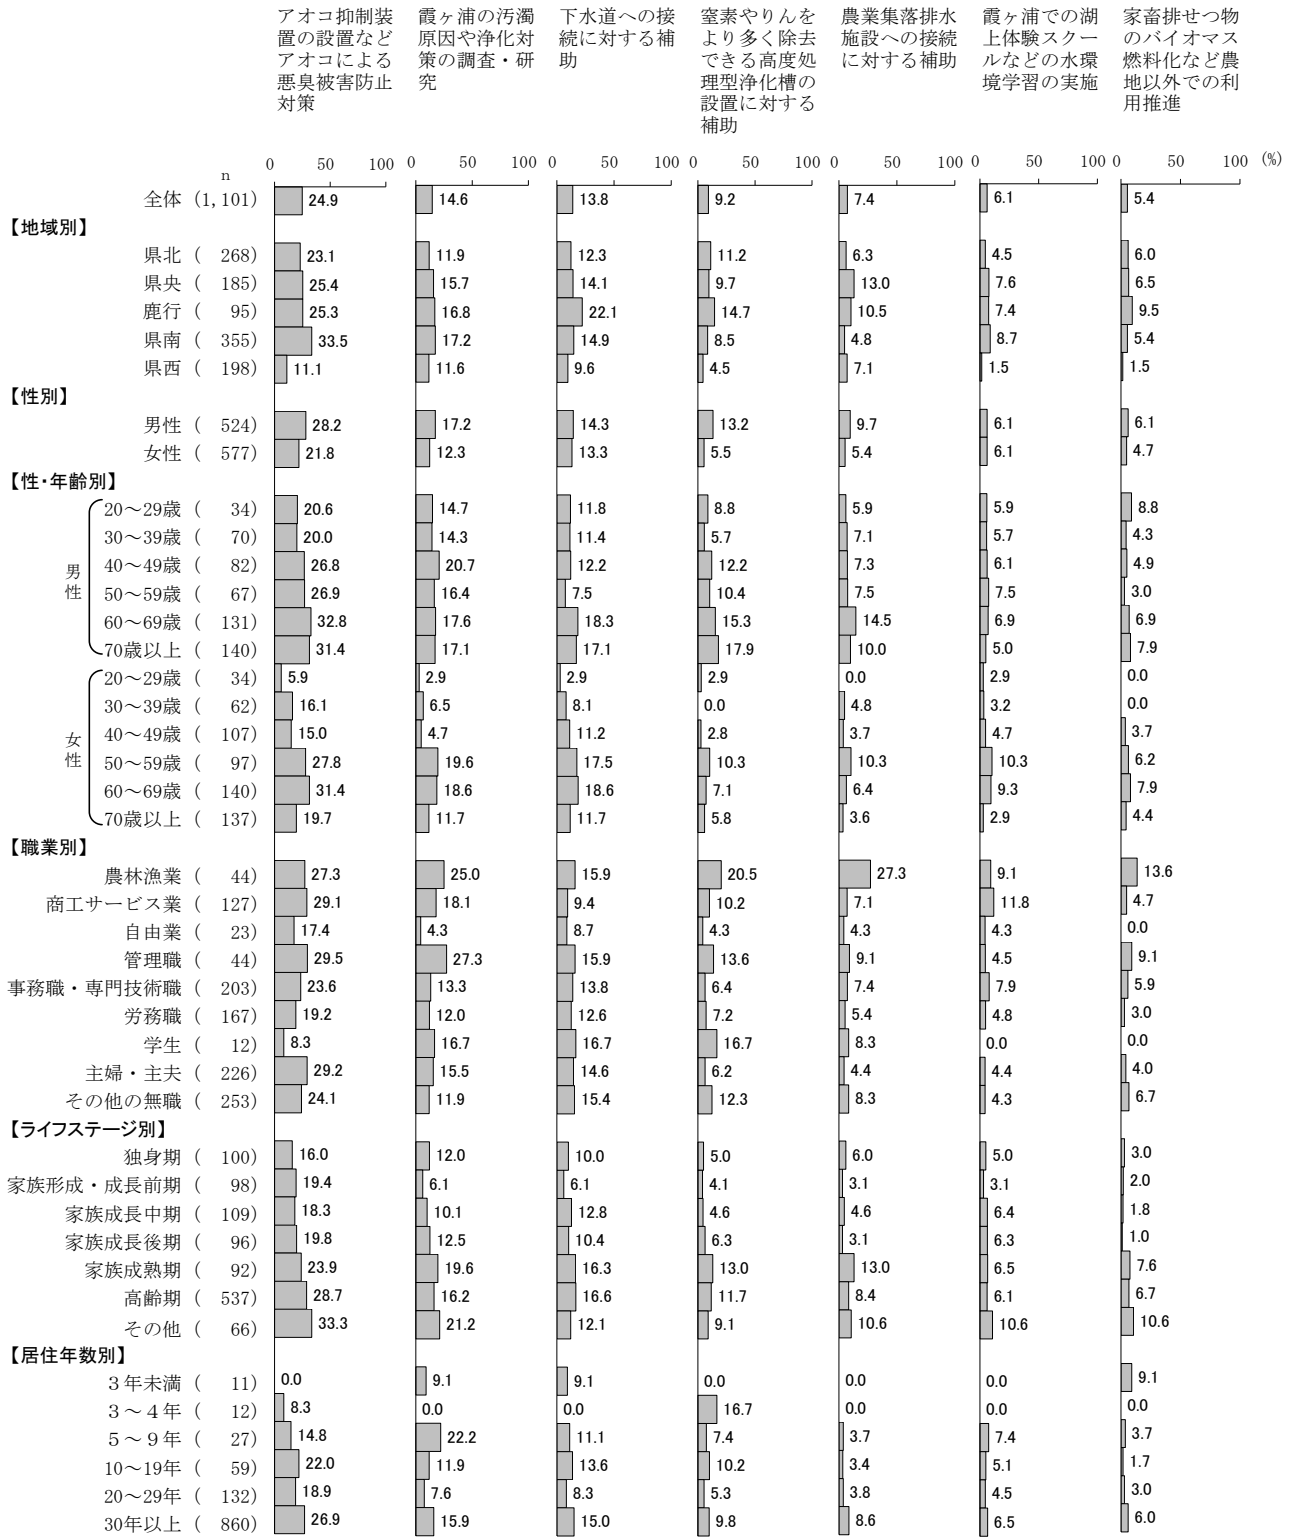 アオコ抑制装
置の設置など
アオコによる
悪臭被害防止
対策
霞ヶ浦の汚濁
原因や浄化対
策の調査・研
究
下水道への接
続に対する補
助
窒素やりんを
より多く除去
できる高度処
理型浄化槽の
設置に対する
補助
農業集落排水
施設への接続
に対する補助
霞ヶ浦での湖
上体験スクー
ルなどの水環
境学習の実施
家畜排せつ物
のバイオマス
燃料化など農
地以外での利
用推進
n 0 50 100 0 50 100 0 50 100 0 50 100 0 50 100 0 50 100 0 50 100 (%)
全体 (1,101) 24.9 14.6 13.8 9.2 7.4 6.1 5.4
【地域別】
県北 ( 268) 23.1 11.9 12.3 11.2 6.3 4.5 6.0
県央 ( 185) 25.4 15.7 14.1 9.7 13.0 7.6 6.5
鹿行 ( 95) 25.3 16.8 22.1 14.7 10.5 7.4 9.5
県南 ( 355) 33.5 17.2 14.9 8.5 4.8 8.7 5.4
県西 ( 198) 11.1 11.6 9.6 4.5 7.1 1.5 1.5
【性別】
男性 ( 524) 28.2 17.2 14.3 13.2 9.7 6.1 6.1
女性 ( 577) 21.8 12.3 13.3 5.5 5.4 6.1 4.7
【性・年齢別】
男性
20～29歳 ( 34) 20.6 14.7 11.8 8.8 5.9 5.9 8.8
30～39歳 ( 70) 20.0 14.3 11.4 5.7 7.1 5.7 4.3
40～49歳 ( 82) 26.8 20.7 12.2 12.2 7.3 6.1 4.9
50～59歳 ( 67) 26.9 16.4 7.5 10.4 7.5 7.5 3.0
60～69歳 ( 131) 32.8 17.6 18.3 15.3 14.5 6.9 6.9
70歳以上 ( 140) 31.4 17.1 17.1 17.9 10.0 5.0 7.9
女性
20～29歳 ( 34) 5.9 2.9 2.9 2.9 0.0 2.9 0.0
30～39歳 ( 62) 16.1 6.5 8.1 0.0 4.8 3.2 0.0
40～49歳 ( 107) 15.0 4.7 11.2 2.8 3.7 4.7 3.7
50～59歳 ( 97) 27.8 19.6 17.5 10.3 10.3 10.3 6.2
60～69歳 ( 140) 31.4 18.6 18.6 7.1 6.4 9.3 7.9
70歳以上 ( 137) 19.7 11.7 11.7 5.8 3.6 2.9 4.4
【職業別】
農林漁業 ( 44) 27.3 25.0 15.9 20.5 27.3 9.1 13.6
商工サービス業 ( 127) 29.1 18.1 9.4 10.2 7.1 11.8 4.7
自由業 ( 23) 17.4 4.3 8.7 4.3 4.3 4.3 0.0
管理職 ( 44) 29.5 27.3 15.9 13.6 9.1 4.5 9.1
事務職・専門技術職 ( 203) 23.6 13.3 13.8 6.4 7.4 7.9 5.9
労務職 ( 167) 19.2 12.0 12.6 7.2 5.4 4.8 3.0
学生 ( 12) 8.3 16.7 16.7 16.7 8.3 0.0 0.0
主婦・主夫 ( 226) 29.2 15.5 14.6 6.2 4.4 4.4 4.0
その他の無職 ( 253) 24.1 11.9 15.4 12.3 8.3 4.3 6.7
【ライフステージ別】
独身期 ( 100) 16.0 12.0 10.0 5.0 6.0 5.0 3.0
家族形成・成長前期 ( 98) 19.4 6.1 6.1 4.1 3.1 3.1 2.0
家族成長中期 ( 109) 18.3 10.1 12.8 4.6 4.6 6.4 1.8
家族成長後期 ( 96) 19.8 12.5 10.4 6.3 3.1 6.3 1.0
家族成熟期 ( 92) 23.9 19.6 16.3 13.0 13.0 6.5 7.6
高齢期 ( 537) 28.7 16.2 16.6 11.7 8.4 6.1 6.7
その他 ( 66) 33.3 21.2 12.1 9.1 10.6 10.6 10.6
【居住年数別】
３年未満 ( 11) 0.0 9.1 9.1 0.0 0.0 0.0 9.1
３～４年 ( 12) 8.3 0.0 0.0 16.7 0.0 0.0 0.0
５～９年 ( 27) 14.8 22.2 11.1 7.4 3.7 7.4 3.7
10～19年 ( 59) 22.0 11.9 13.6 10.2 3.4 5.1 1.7
20～29年 ( 132) 18.9 7.6 8.3 5.3 3.8 4.5 3.0
30年以上 ( 860) 26.9 15.9 15.0 9.8 8.6 6.5 6.0